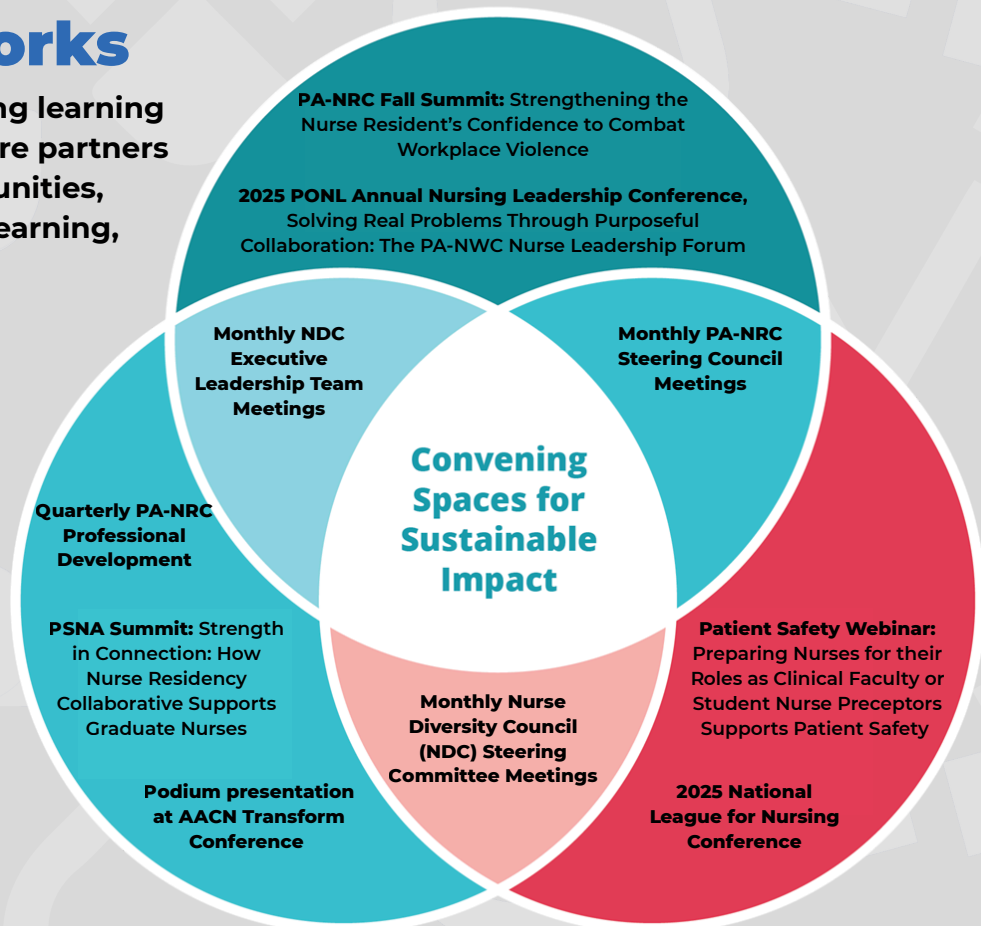 orks
ng learning
re partners
unities,
earning,
PA-NRC Fall Summit: Strengthening the
Nurse Resident's Confidence to Combat
Workplace Violence
2025 PONL Annual Nursing Leadership Conference,
Solving Real Problems Through Purposeful
Collaboration: The PA-NWC Nurse Leadership Forum
Monthly NDC
Executive
Leadership Team
Meetings
Monthly PA-NRC
Steering Council
Meetings
Convening
Spaces for
Sustainable
Impact
Quarterly PA-NRC
Professional
Development
PSNA Summit: Strength
in Connection: How
Nurse Residency
Collaborative Supports
Graduate Nurses
Podium presentation
at AACN Transform
Conference
Monthly Nurse
Diversity Council
(NDC) Steering
Committee Meetings
Patient Safety Webinar:
Preparing Nurses for their
Roles as Clinical Faculty or
Student Nurse Preceptors
Supports Patient Safety
2025 National
League for Nursing
Conference